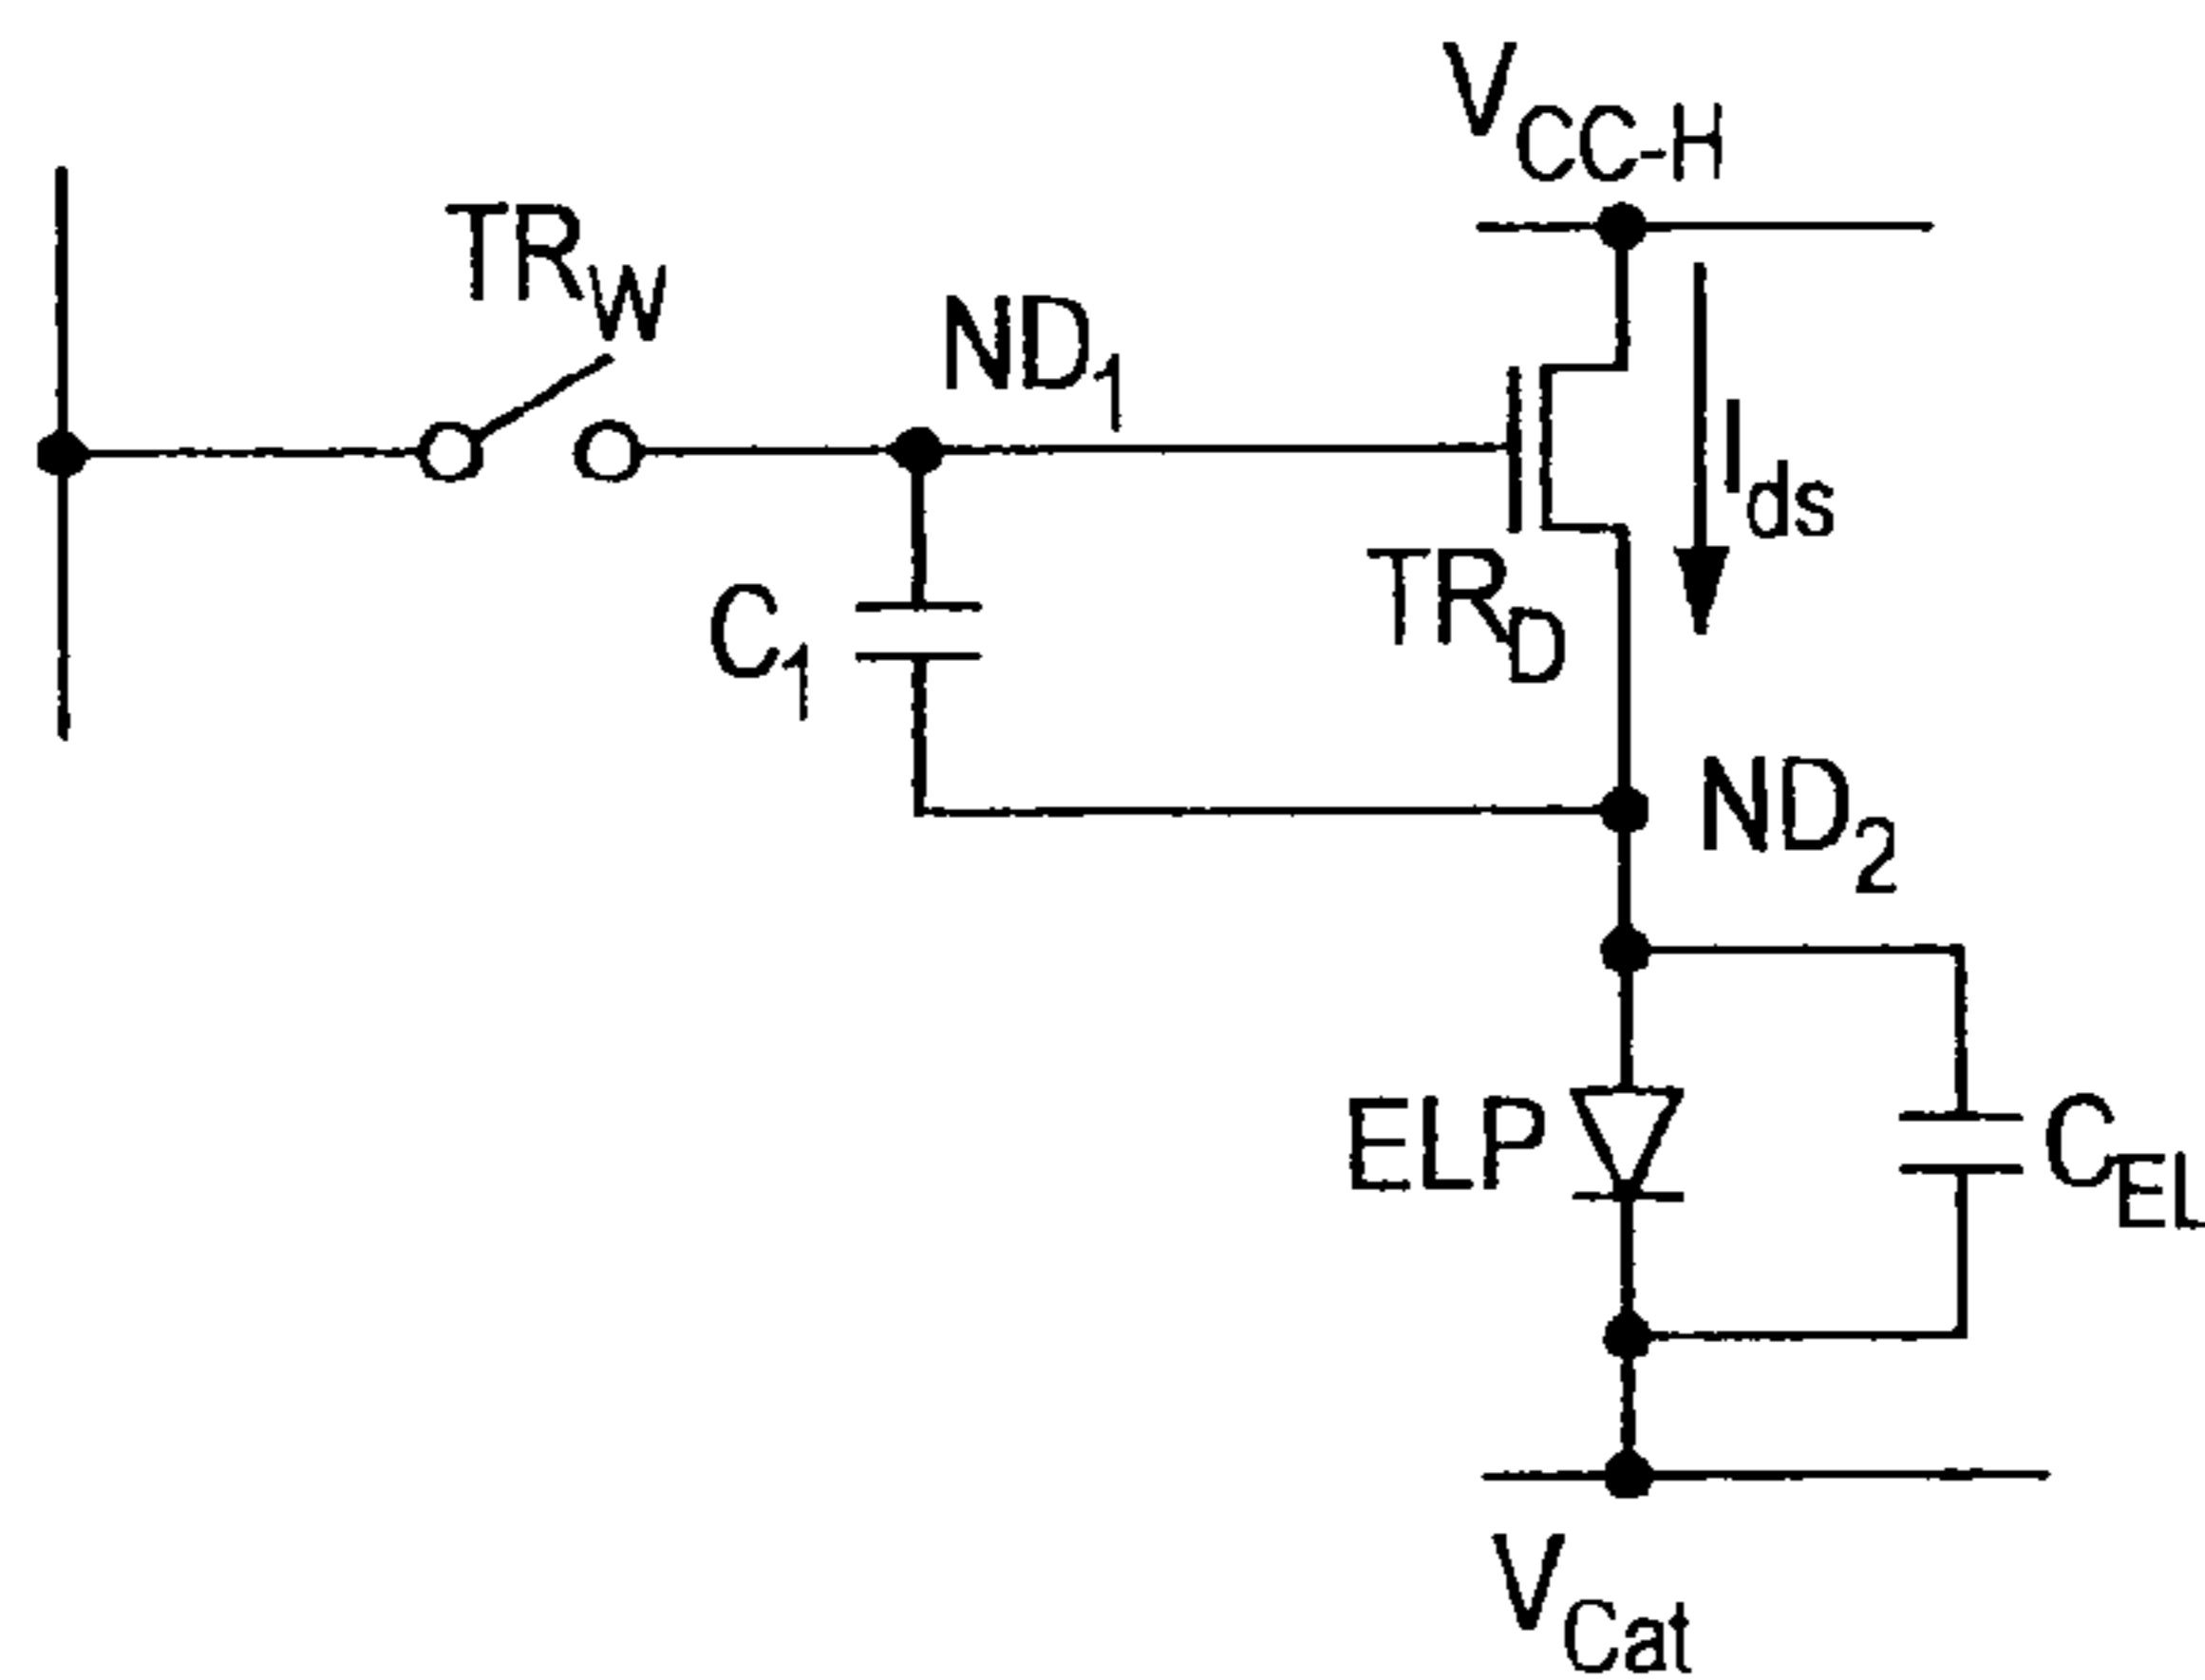 V_CC-H
TR_W
ND_1
I_ds
TR_D
C_1
ND_2
ELP
C_EL
V_Cat